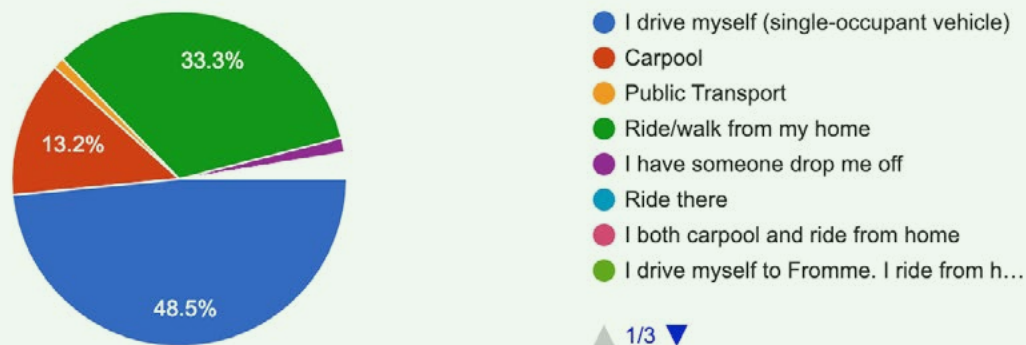 33.3%
13.2%
48.5%
I drive myself (single-occupant vehicle)
Carpool
Public Transport
Ride/walk from my home
I have someone drop me off
Ride there
I both carpool and ride from home
I drive myself to Fromme. I ride from h…
1/3